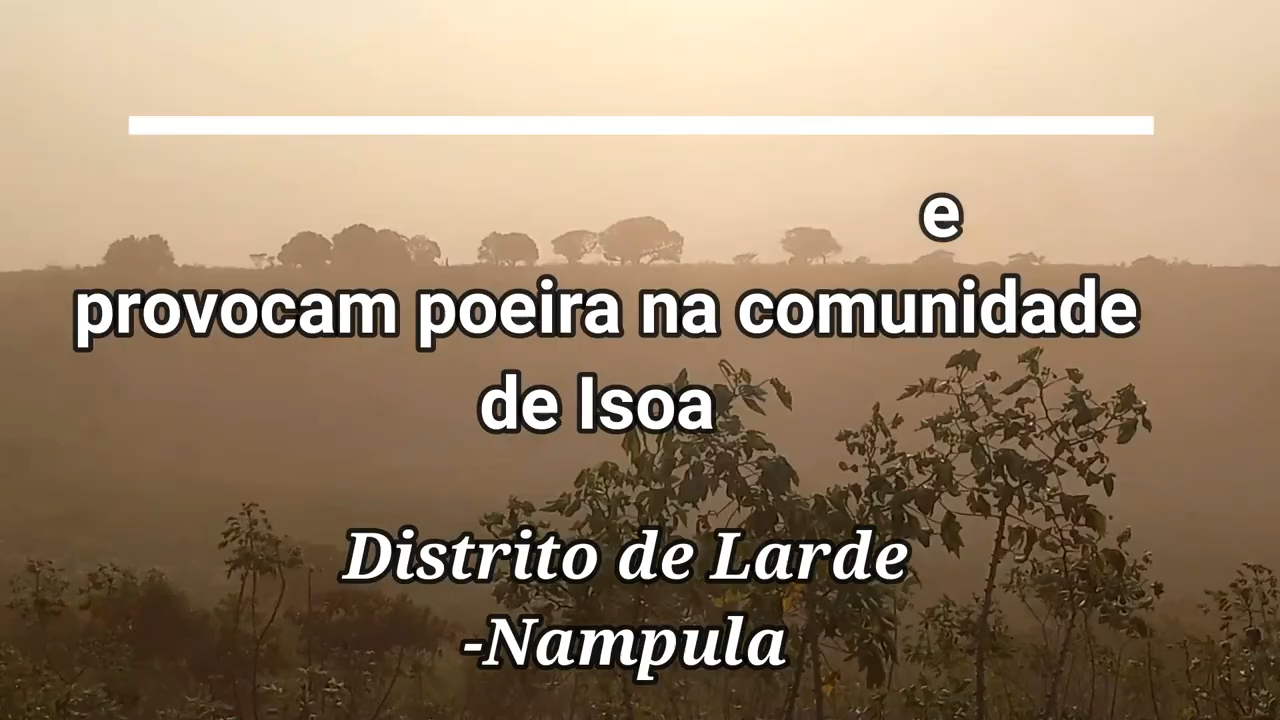 e
provocam poeira na comunidade
de Isoa
Distrito de Larde
-Nampula